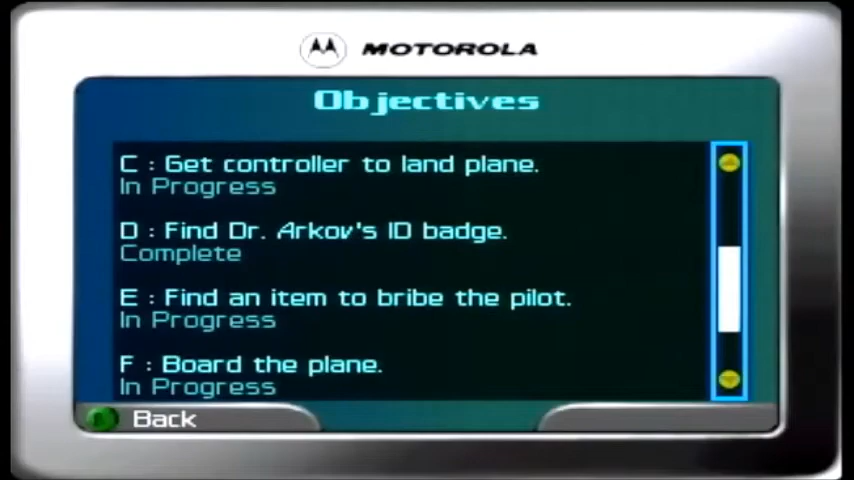 MOTOROLA
Objectives
C : Get controller to land plane.
In Progress
D : Find Dr. Arkov's ID badge.
Complete
E : Find an item to bribe the pilot.
In Progress
F : Board the plane.
In Progress
Back